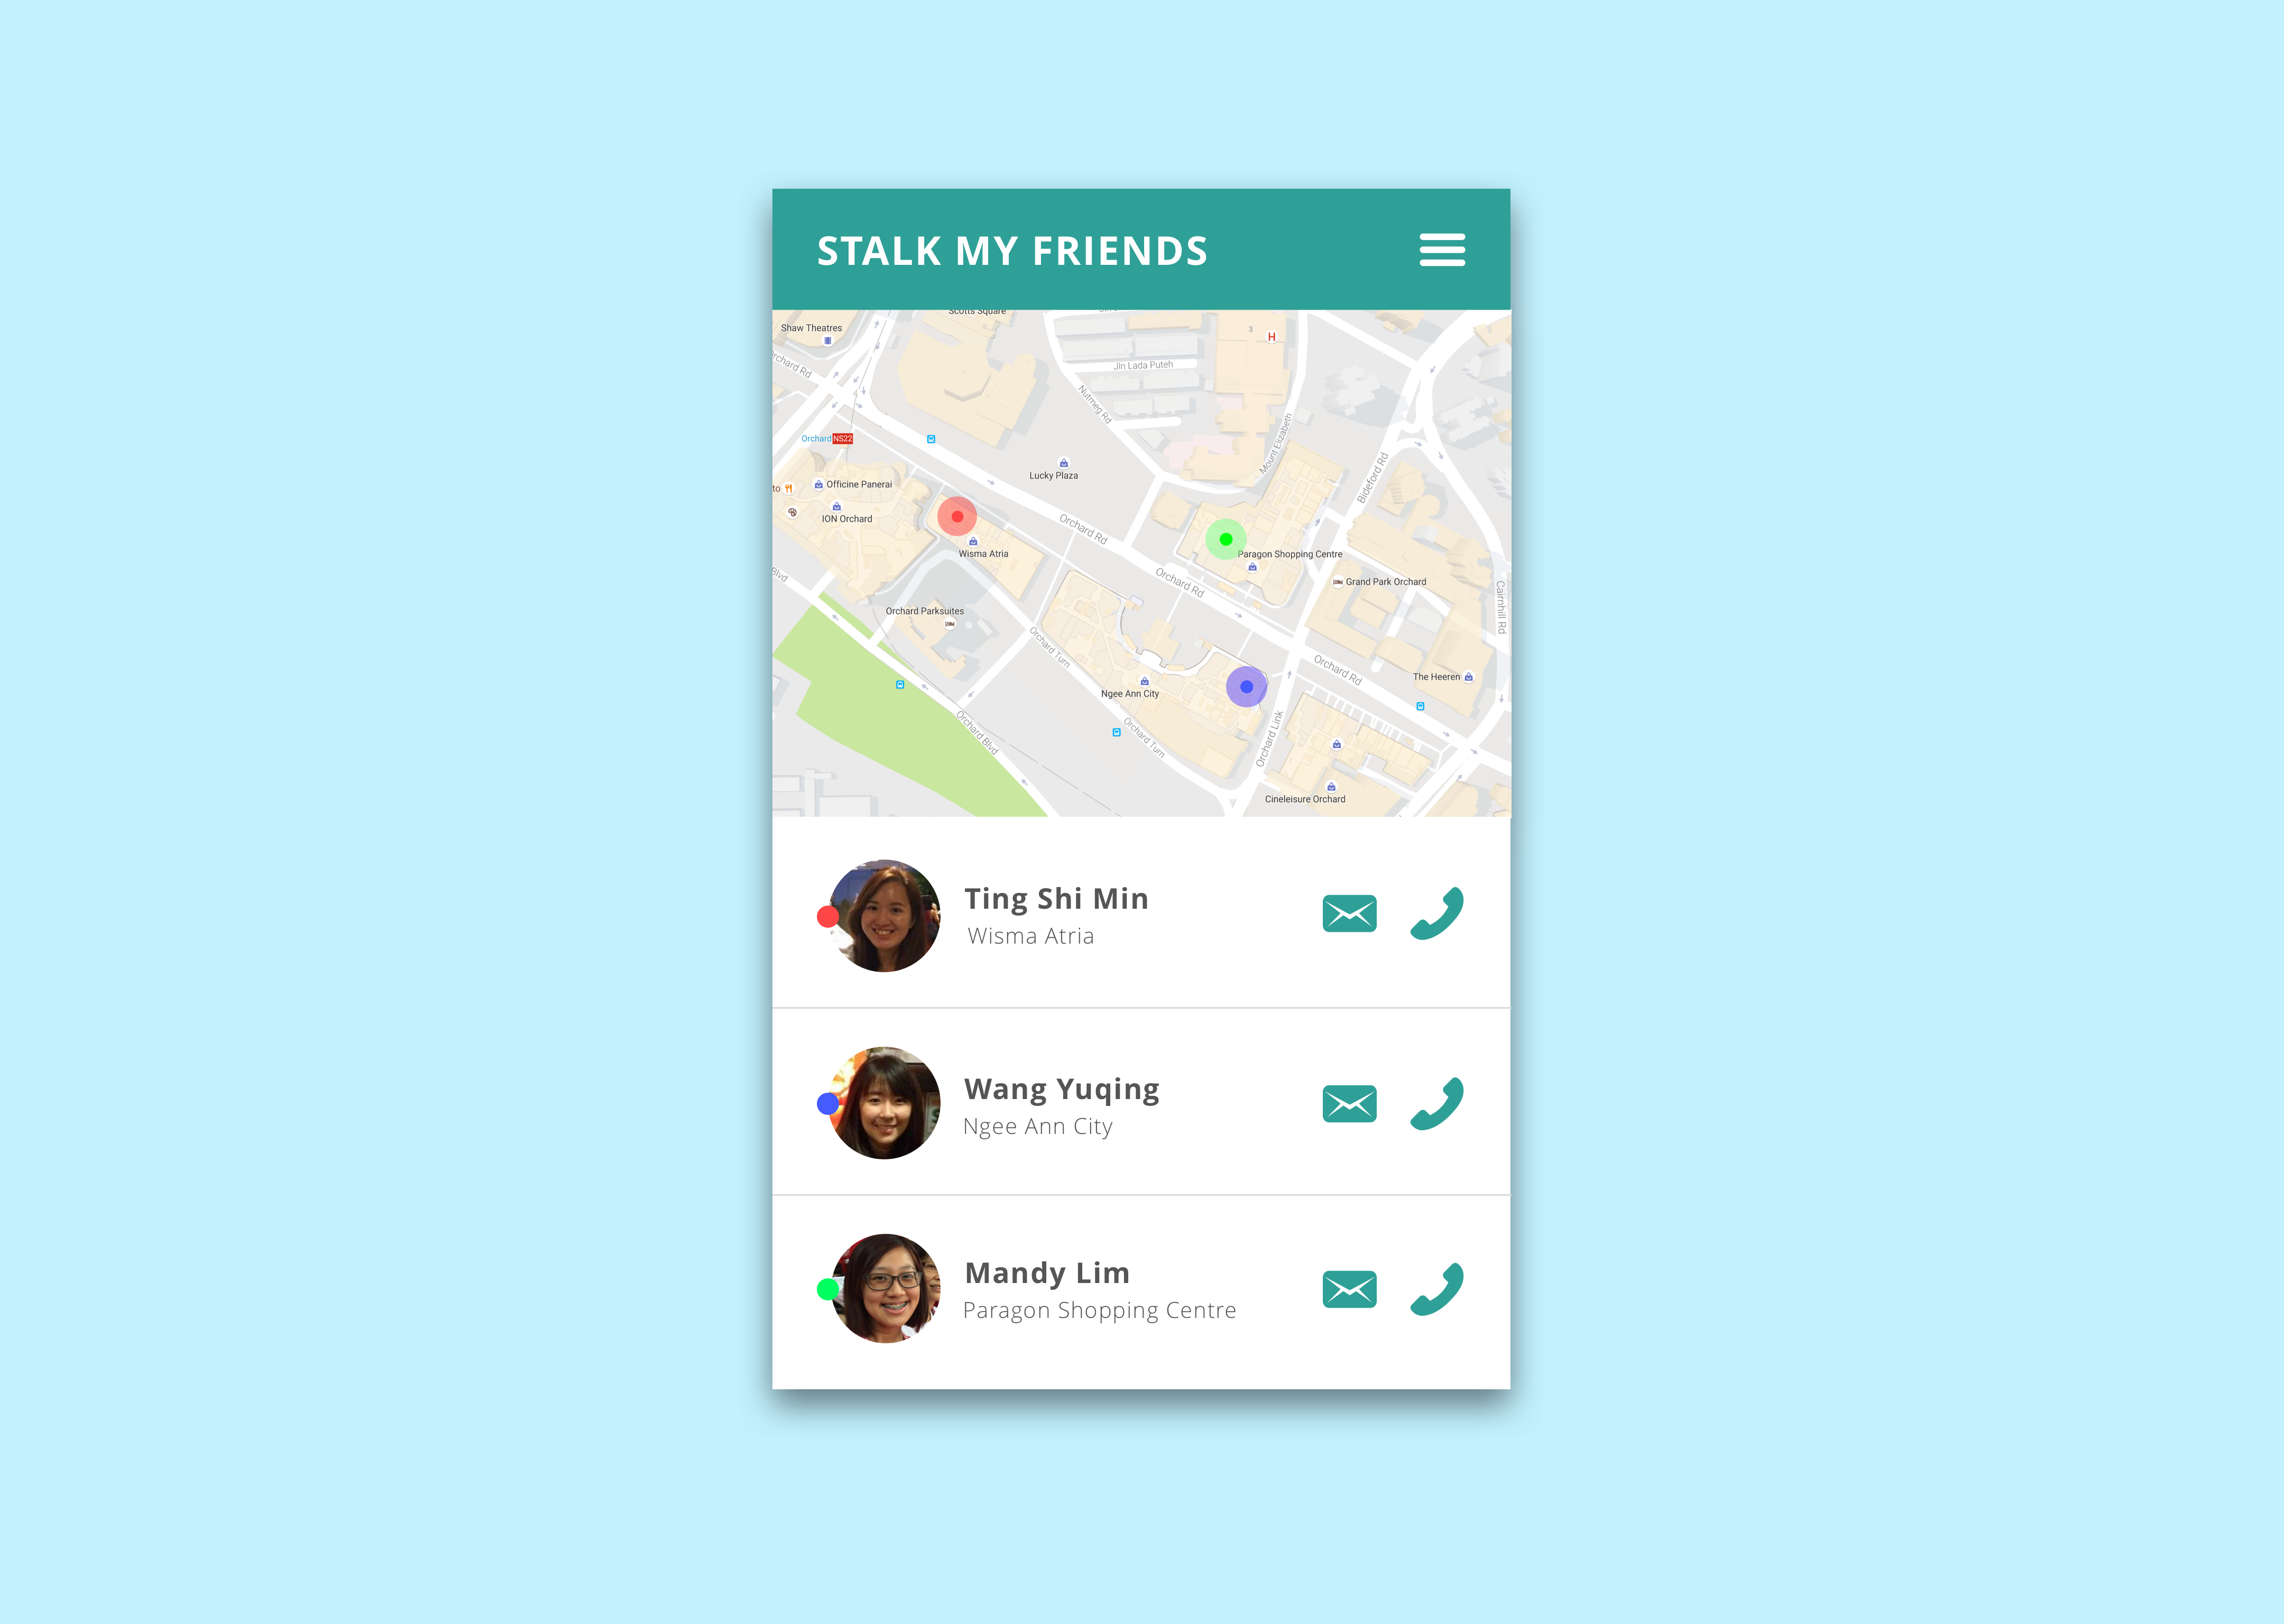 STALK MY FRIENDS
Scotts Square
Shaw Theatres
3
H
Jln Lada Puteh
Orchard Rd
Nutmeg Rd
Mount Elizabeth
Orchard NS22
Lucky Plaza
Bideford Rd
to
Officine Panerai
ION Orchard
Orchard Rd
Wisma Atria
Paragon Shopping Centre
Blvd
Orchard Rd
Grand Park Orchard
Cairnhill Rd
Orchard Parksuites
Orchard Turn
Orchard Rd
The Heeren
Ngee Ann City
Orchard Blvd
Orchard Turn
Orchard Link
Cineleisure Orchard
Ting Shi Min
Wisma Atria
Wang Yuqing
Ngee Ann City
Mandy Lim
Paragon Shopping Centre